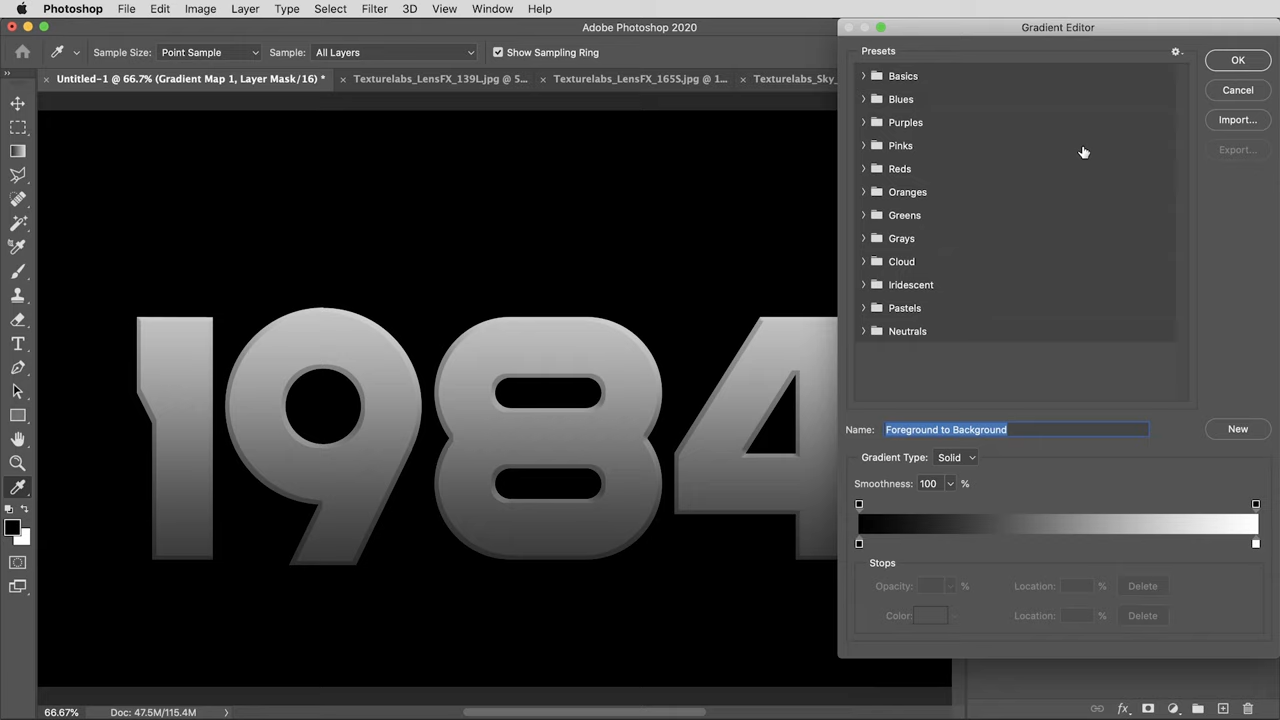 Photoshop File Edit Image Layer Type Select Filter 3D View Window Help
Adobe Photoshop 2020
Gradient Editor
Sample Size: Point Sample Sample: All Layers Show Sampling Ring
Untitled-1 @ 66.7% (Gradient Map 1, Layer Mask/16) * Texturelabs_LensFX_139L.jpg @ 5... Texturelabs_LensFX_165S.jpg @ 1... Texturelabs_Sky_
Presets
Basics
Blues
Purples
Pinks
Reds
Oranges
Greens
Grays
Cloud
Iridescent
Pastels
Neutrals
OK
Cancel
Import...
Export...
Name: Foreground to Background New
Gradient Type: Solid
Smoothness: 100 %
Stops
Opacity: % Location: % Delete
Color: Location: % Delete
1984
66.67% Doc: 47.5M/115.4M
fx